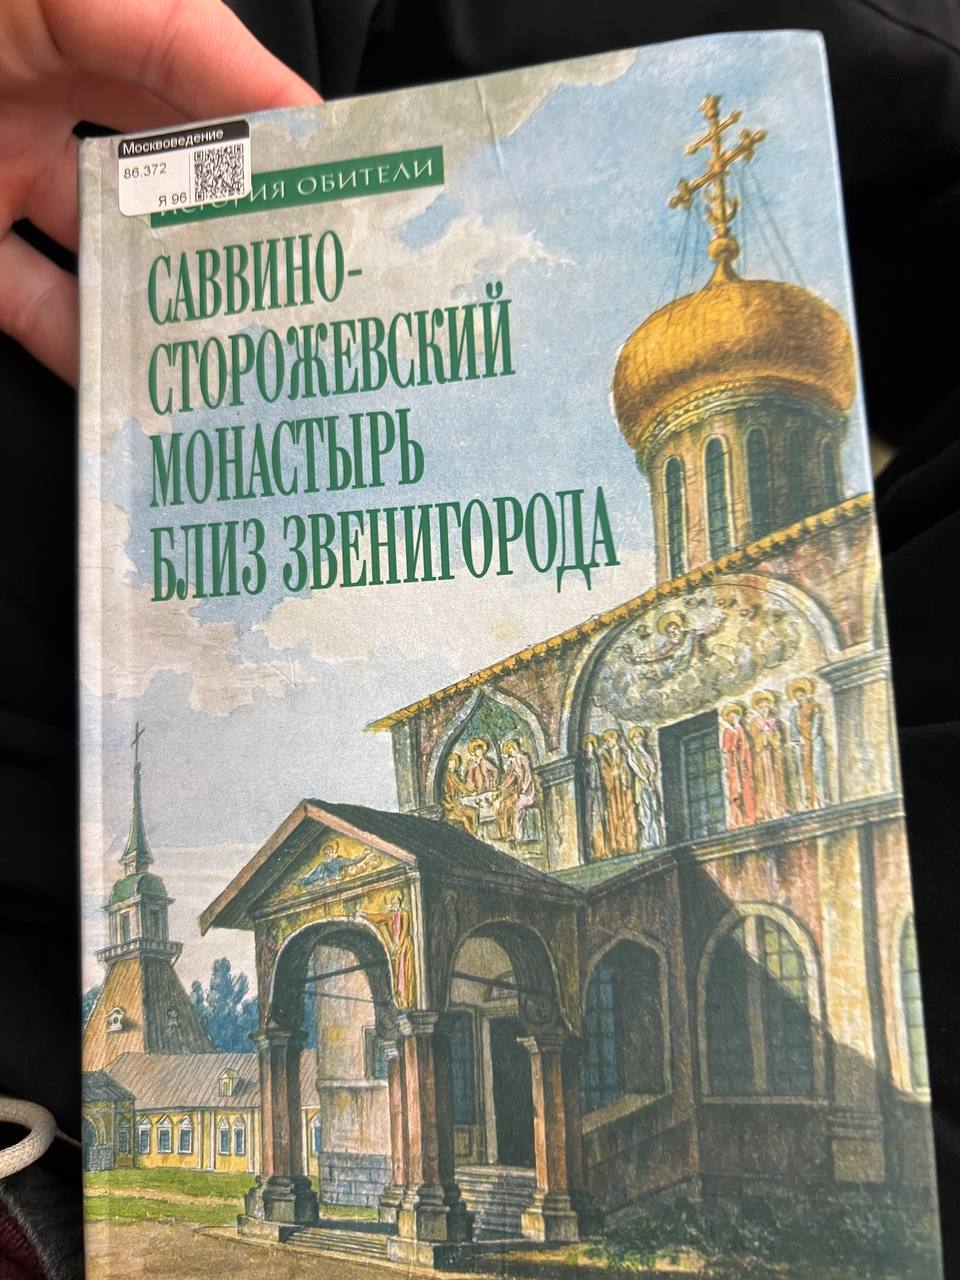 Москвоведение
86.372
Я 96
ИСТОРИЯ ОБИТЕЛИ
САВВИНО-
СТОРОЖЕВСКИЙ
МОНАСТЫРЬ
БЛИЗ ЗВЕНИГОРОДА